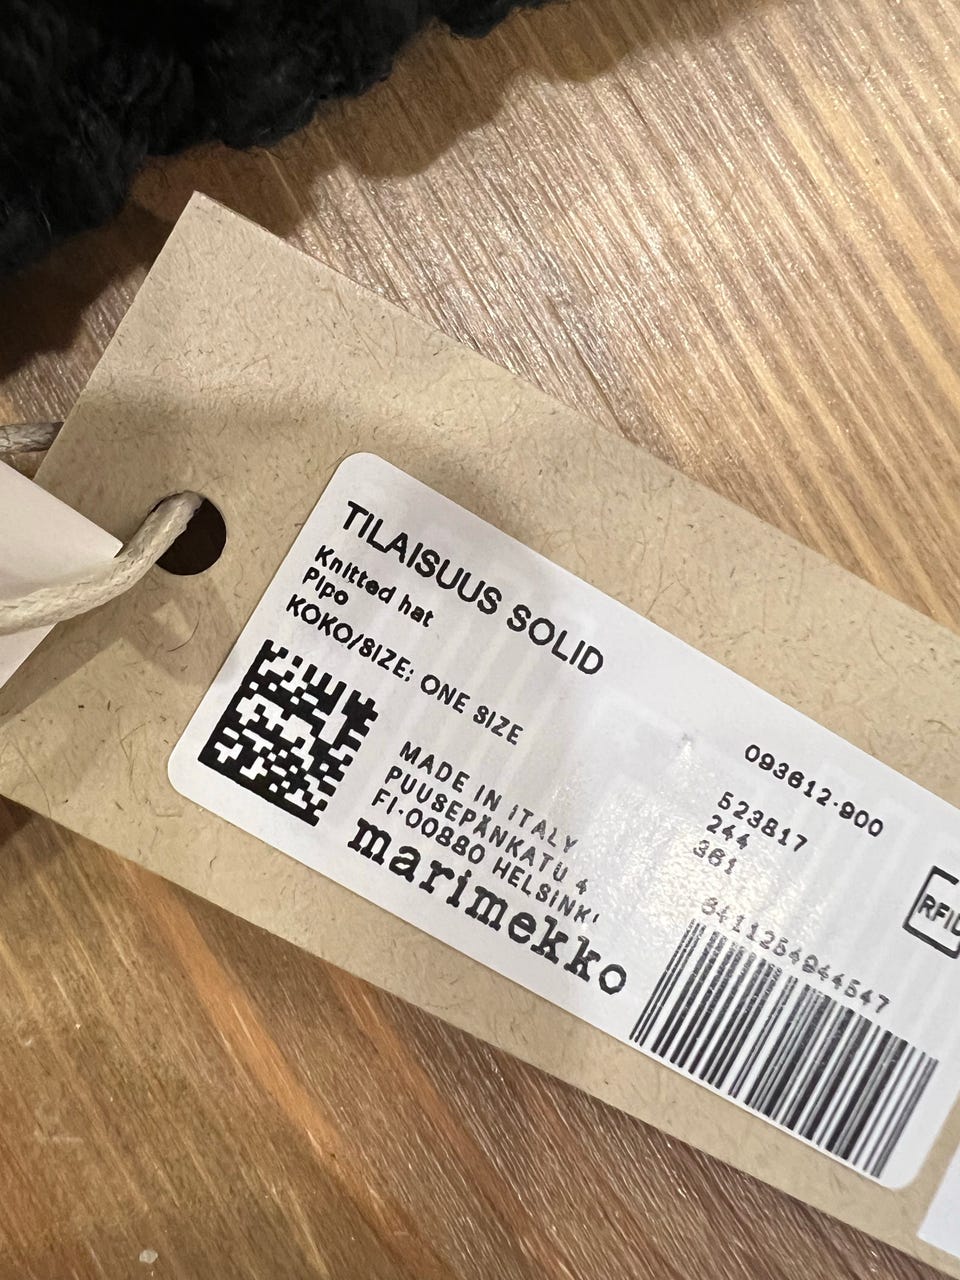 TILAISUUS SOLID
Knitted hat
Pipo
KOKO/SIZE: ONE SIZE
MADE IN ITALY
PUUSEPÄNKATU 4
FI-00880 HELSINKI
marimekko
093612-900
523817
244
361
6411254944547
RFID